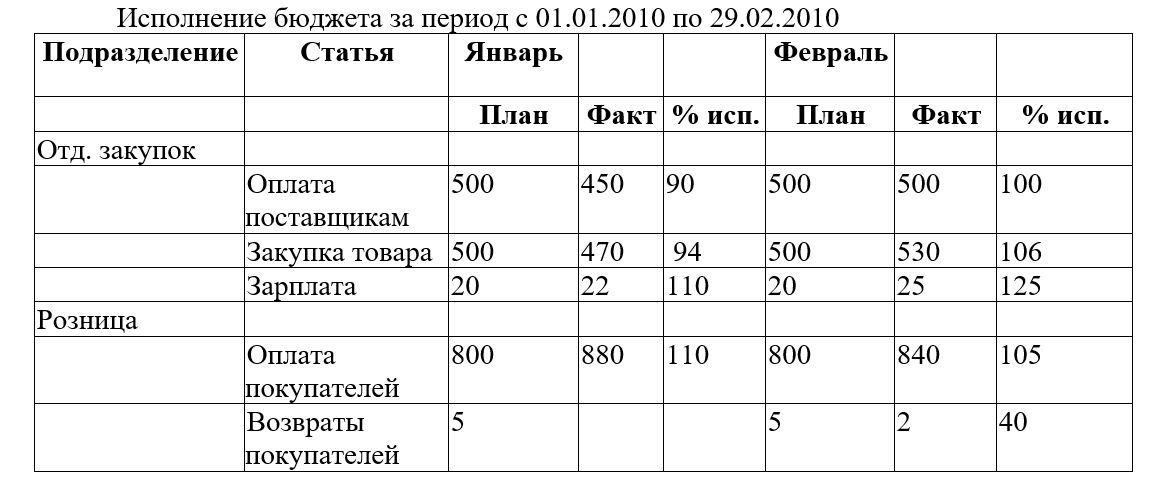 Исполнение бюджета за период с 01.01.2010 по 29.02.2010
Подразделение Статья Январь Февраль
План Факт % исп. План Факт % исп.
Отд. закупок
Оплата 500 450 90 500 500 100
поставщикам
Закупка товара 500 470 94 500 530 106
Зарплата 20 22 110 20 25 125
Розница
Оплата 800 880 110 800 840 105
покупателей
Возвраты 5 5 2 40
покупателей